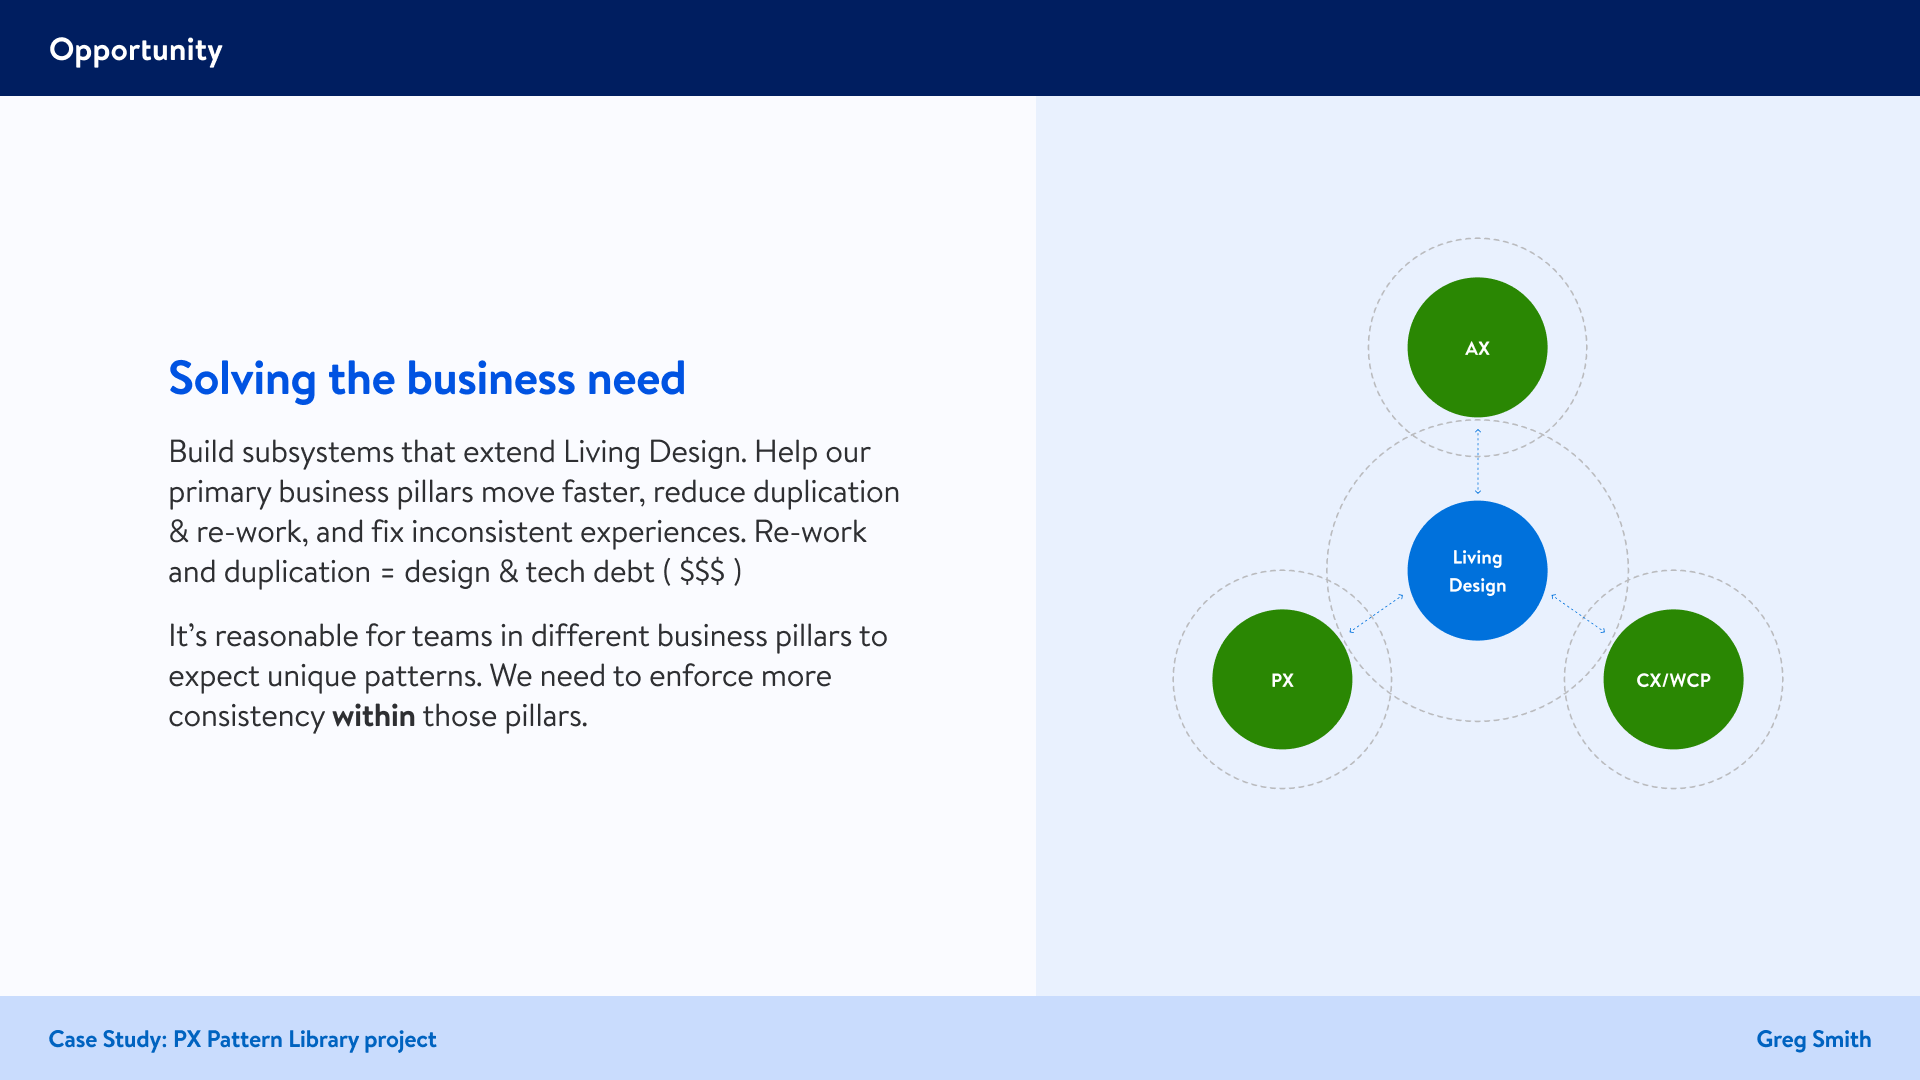 Opportunity
Solving the business need
Build subsystems that extend Living Design. Help our
primary business pillars move faster, reduce duplication
& re-work, and fix inconsistent experiences. Re-work
and duplication = design & tech debt ( $$$ )
It’s reasonable for teams in different business pillars to
expect unique patterns. We need to enforce more
consistency within those pillars.
AX
Living
Design
PX
CX/WCP
Case Study: PX Pattern Library project
Greg Smith